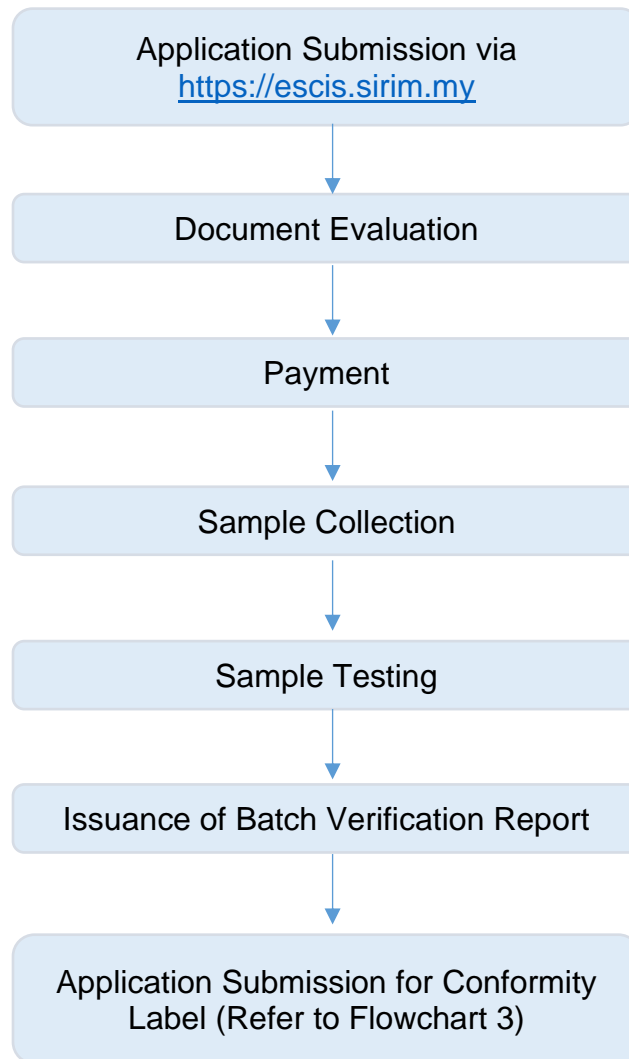 Application Submission via
https://escis.sirim.my
Document Evaluation
Payment
Sample Collection
Sample Testing
Issuance of Batch Verification Report
Application Submission for Conformity
Label (Refer to Flowchart 3)